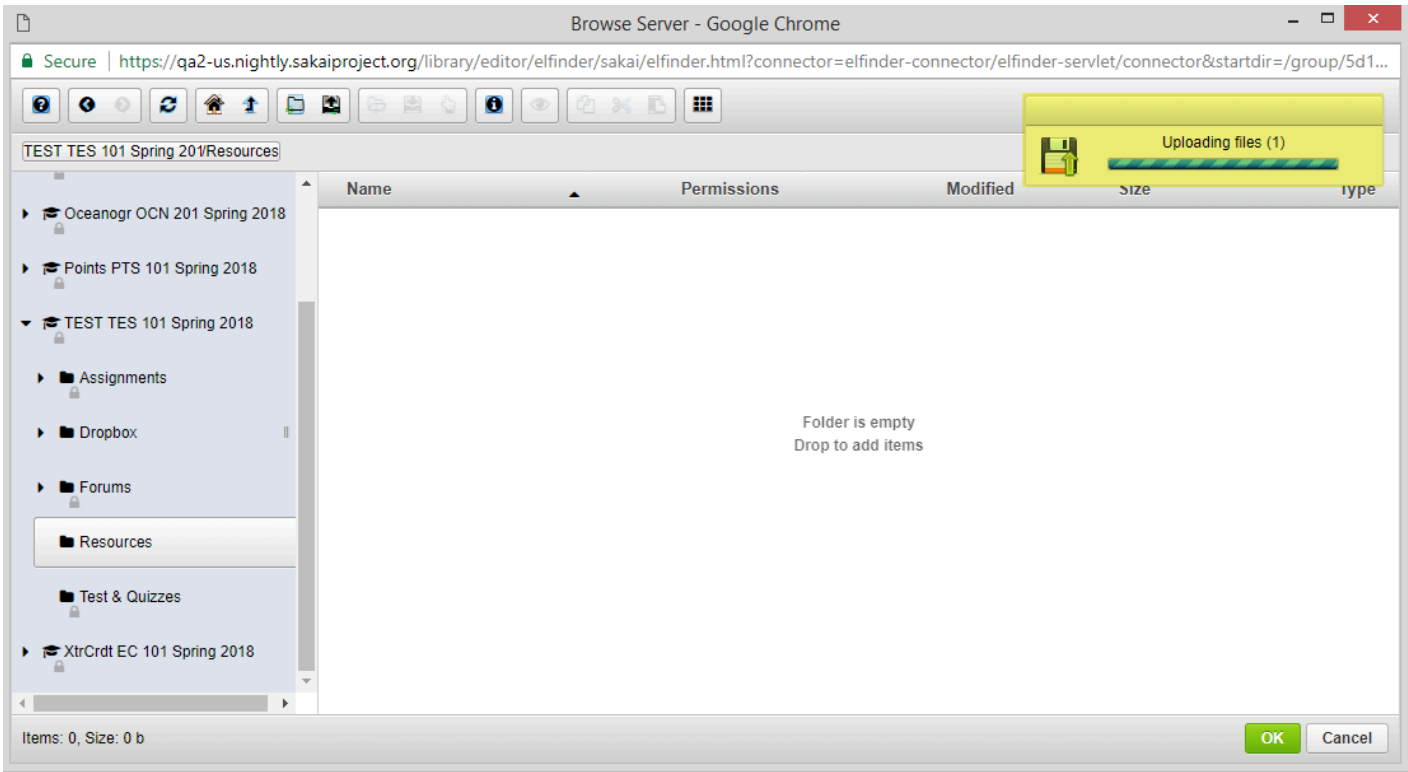 Browse Server - Google Chrome
Secure | https://qa2-us.nightly.sakaiproject.org/library/editor/elfinder/sakai/elfinder.html?connector=elfinder-connector/elfinder-servlet/connector&startdir=/group/5d1...
Uploading files (1)
TEST TES 101 Spring 201/Resources
Name Permissions Modified Size Type
Oceanogr OCN 201 Spring 2018
Points PTS 101 Spring 2018
TEST TES 101 Spring 2018
Assignments
Dropbox
Forums
Resources
Test & Quizzes
XtrCrdt EC 101 Spring 2018
Folder is empty
Drop to add items
Items: 0, Size: 0 b
OK Cancel